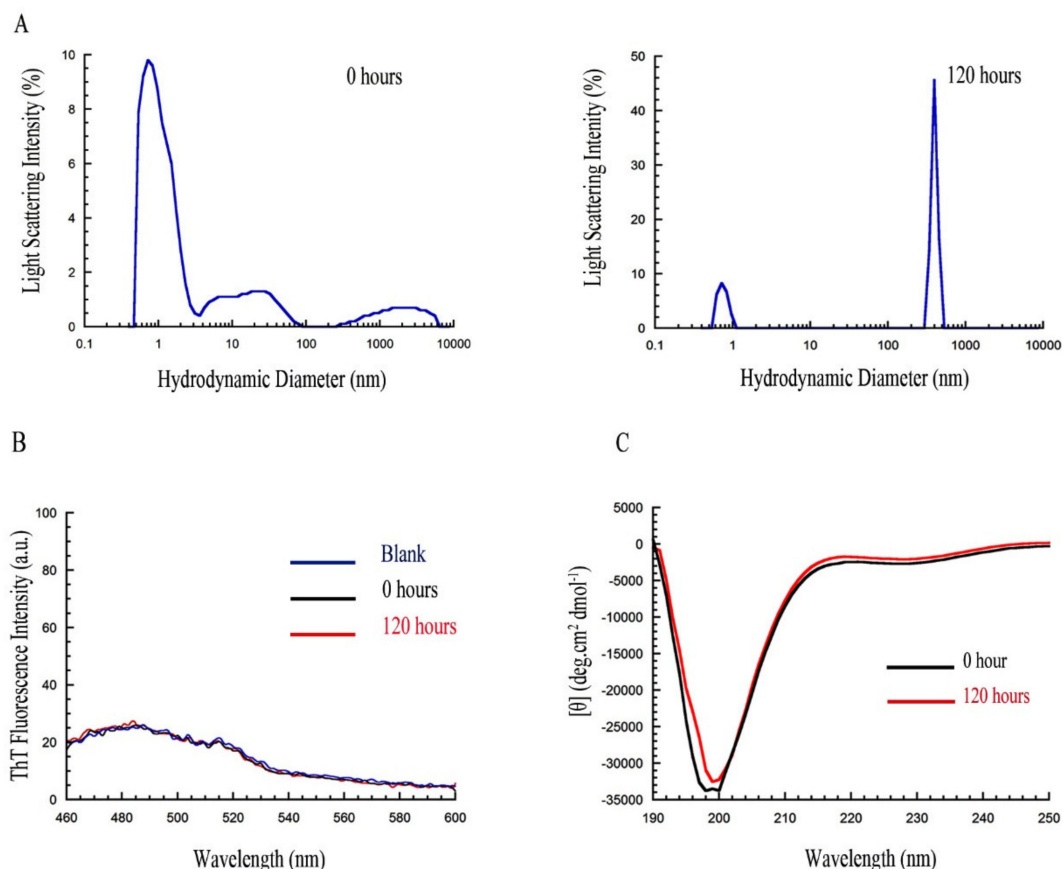 A
0 hours
Light Scattering Intensity (%)
10
8
6
4
2
0
0.1 1 10 100 1000 10000
Hydrodynamic Diameter (nm)
120 hours
Light Scattering Intenity (%)
50
40
30
20
10
0
0.1 1 10 100 1000 10000
Hydrodynamic Diameter (nm)
B
ThT Fluorescence Intensity (a.u.)
100
80
60
40
20
0
Blank
0 hours
120 hours
460 480 500 520 540 560 580 600
Wavelength (nm)
C
[θ] (deg.cm² dmol⁻¹)
5000
0
-5000
-10000
-15000
-20000
-25000
-30000
-35000
0 hour
120 hours
190 200 210 220 230 240 250
Wavelength (nm)